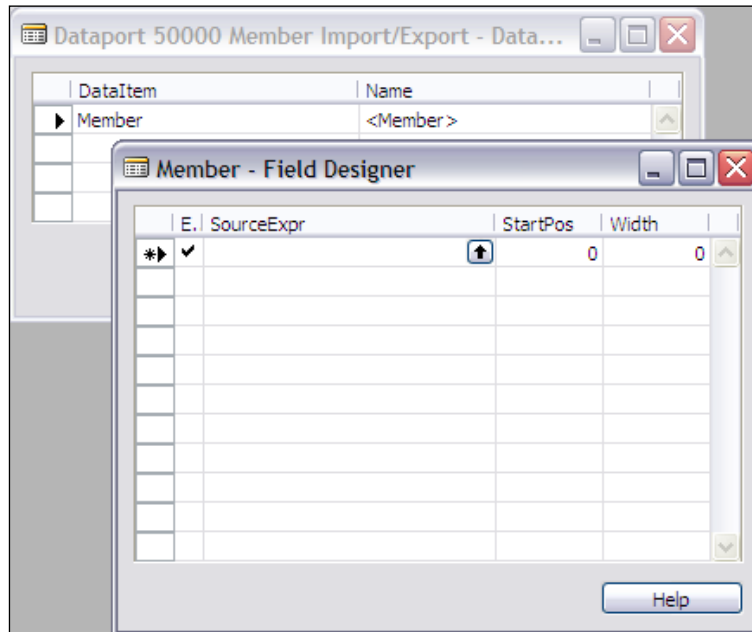 Dataport 50000 Member Import/Export - Data...
DataItem Name
Member <Member>
Member - Field Designer
E. SourceExpr StartPos Width
0 0
Help